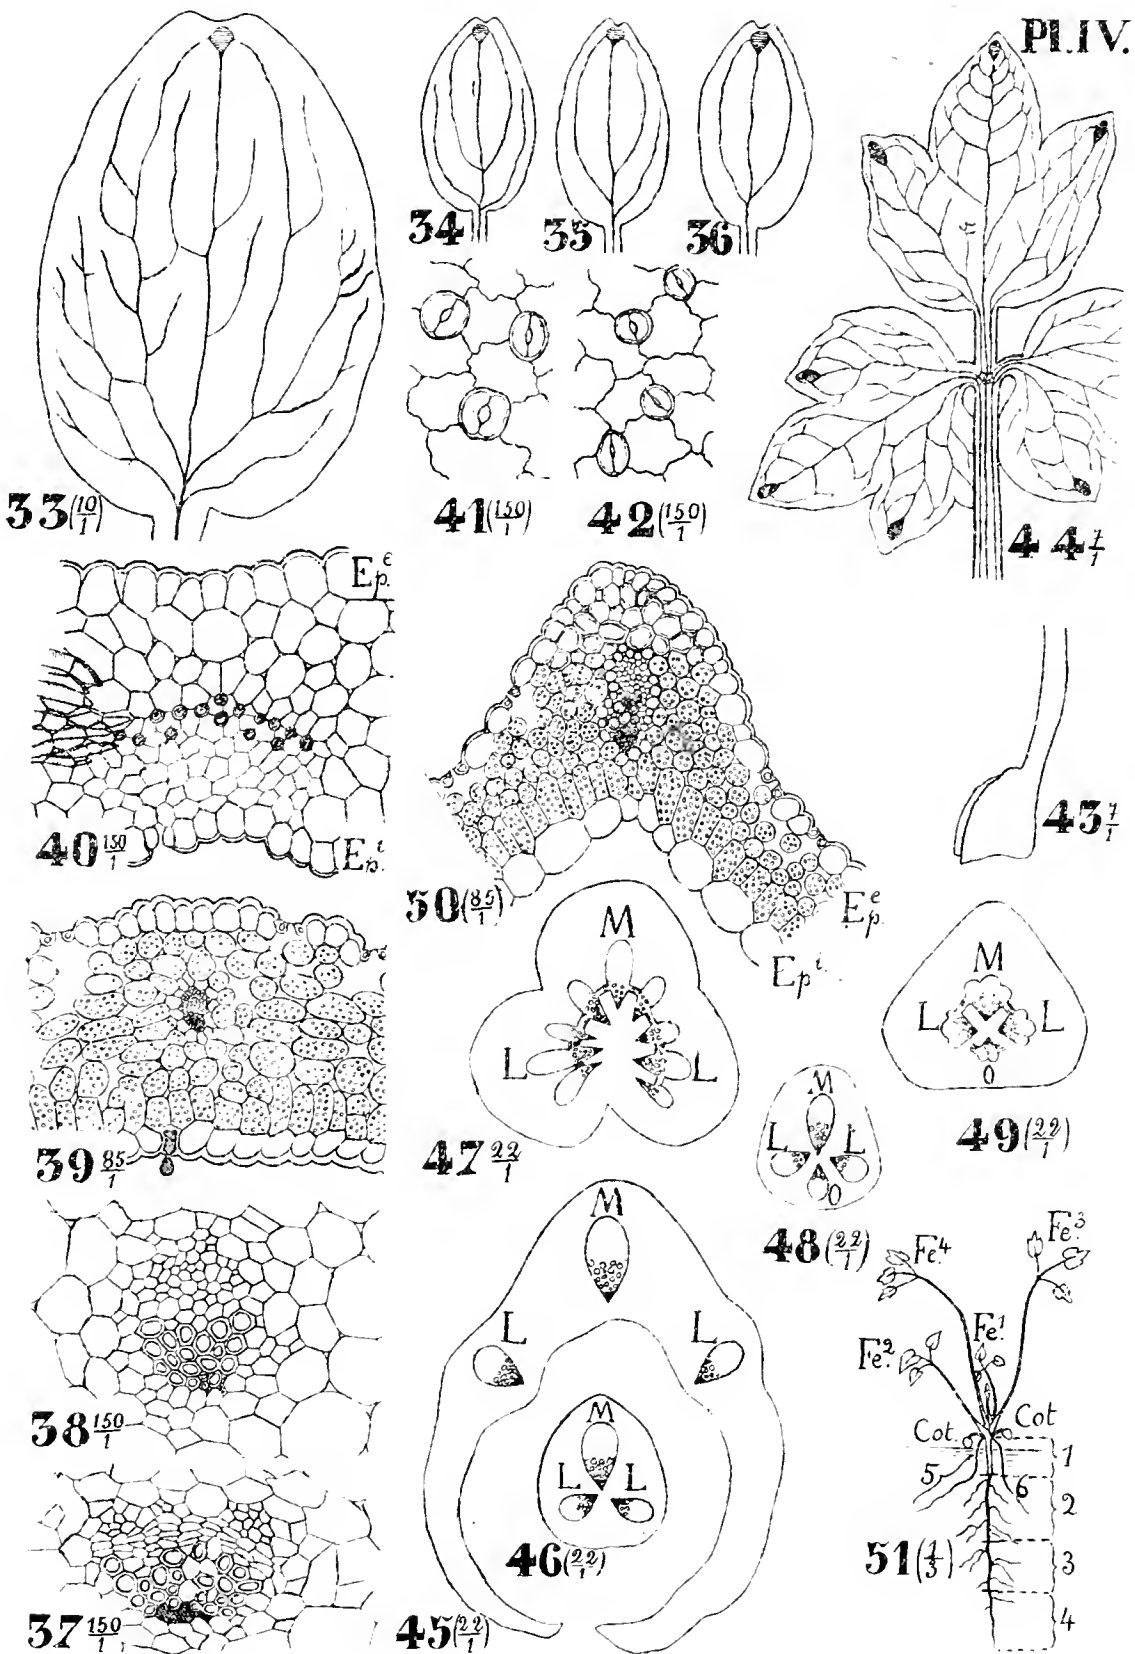 Pl. IV.
34
35
36
33 (10/1)
41 (150/1)
42 (150/1)
44 7/1
Ep.e
40 150/1
Ep.i
43 7/1
50 (85/1)
Ep.e
Ep.i.
39 85/1
M
L
L
47 22/1
M
L
L
O
49 (22/1)
M
L
L
O
48 (22/1)
38 150/1
M
L
L
M
L
L
46 (22/1)
45 (22/1)
37 150/1
Fe.4
Fe.3
Fe.2
Fe.1
Cot.
Cot
1
5
6
2
51 (1/3)
3
4